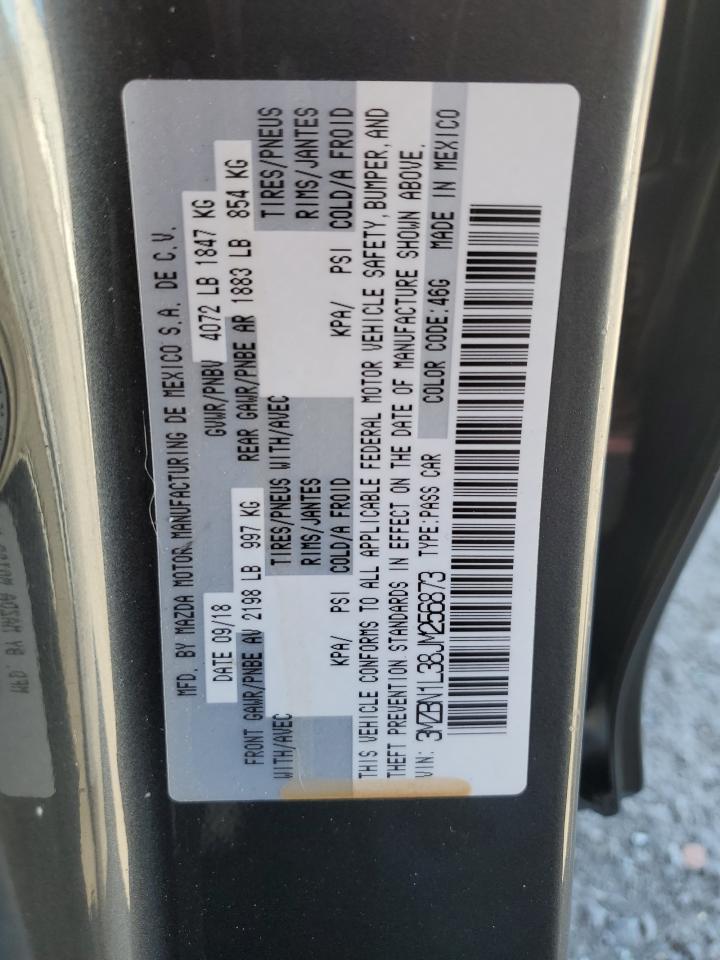 MFD. BY MAZDA MOTOR MANUFACTURING DE MEXICO S.A. DE C.V.
DATE 09/18 GVWR/PNBV 4072 LB 1847 KG
FRONT GAWR/PNBE AV 2198 LB 997 KG REAR GAWR/PNBE AR 1883 LB 854 KG
WITH/AVEC TIRES/PNEUS WITH/AVEC TIRES/PNEUS
RIMS/JANTES RIMS/JANTES
KPA/ PSI COLD/A FROID KPA/ PSI COLD/A FROID
THIS VEHICLE CONFORMS TO ALL APPLICABLE FEDERAL MOTOR VEHICLE SAFETY, BUMPER, AND
THEFT PREVENTION STANDARDS IN EFFECT ON THE DATE OF MANUFACTURE SHOWN ABOVE.
VIN: 3MZBN1L38JM256873 TYPE:PASS CAR COLOR CODE:46G MADE IN MEXICO
MFD. BY MAZDA MOTOR